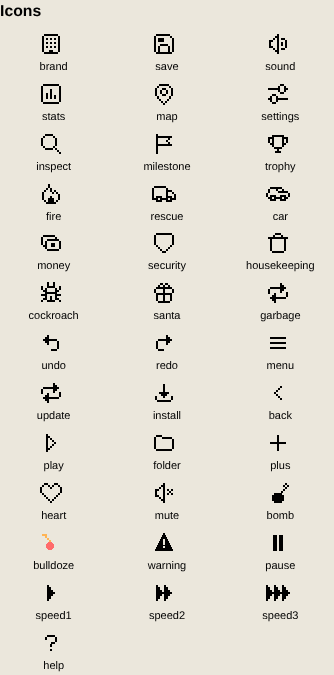 Icons
brand save sound
stats map settings
inspect milestone trophy
fire rescue car
money security housekeeping
cockroach santa garbage
undo redo menu
update install back
play folder plus
heart mute bomb
bulldoze warning pause
speed1 speed2 speed3
help